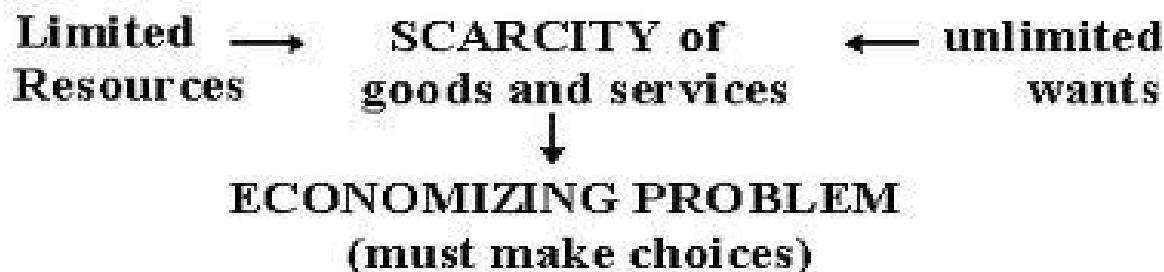 Limited → SCARCITY of ← unlimited
Resources goods and services wants
↓
ECONOMIZING PROBLEM
(must make choices)